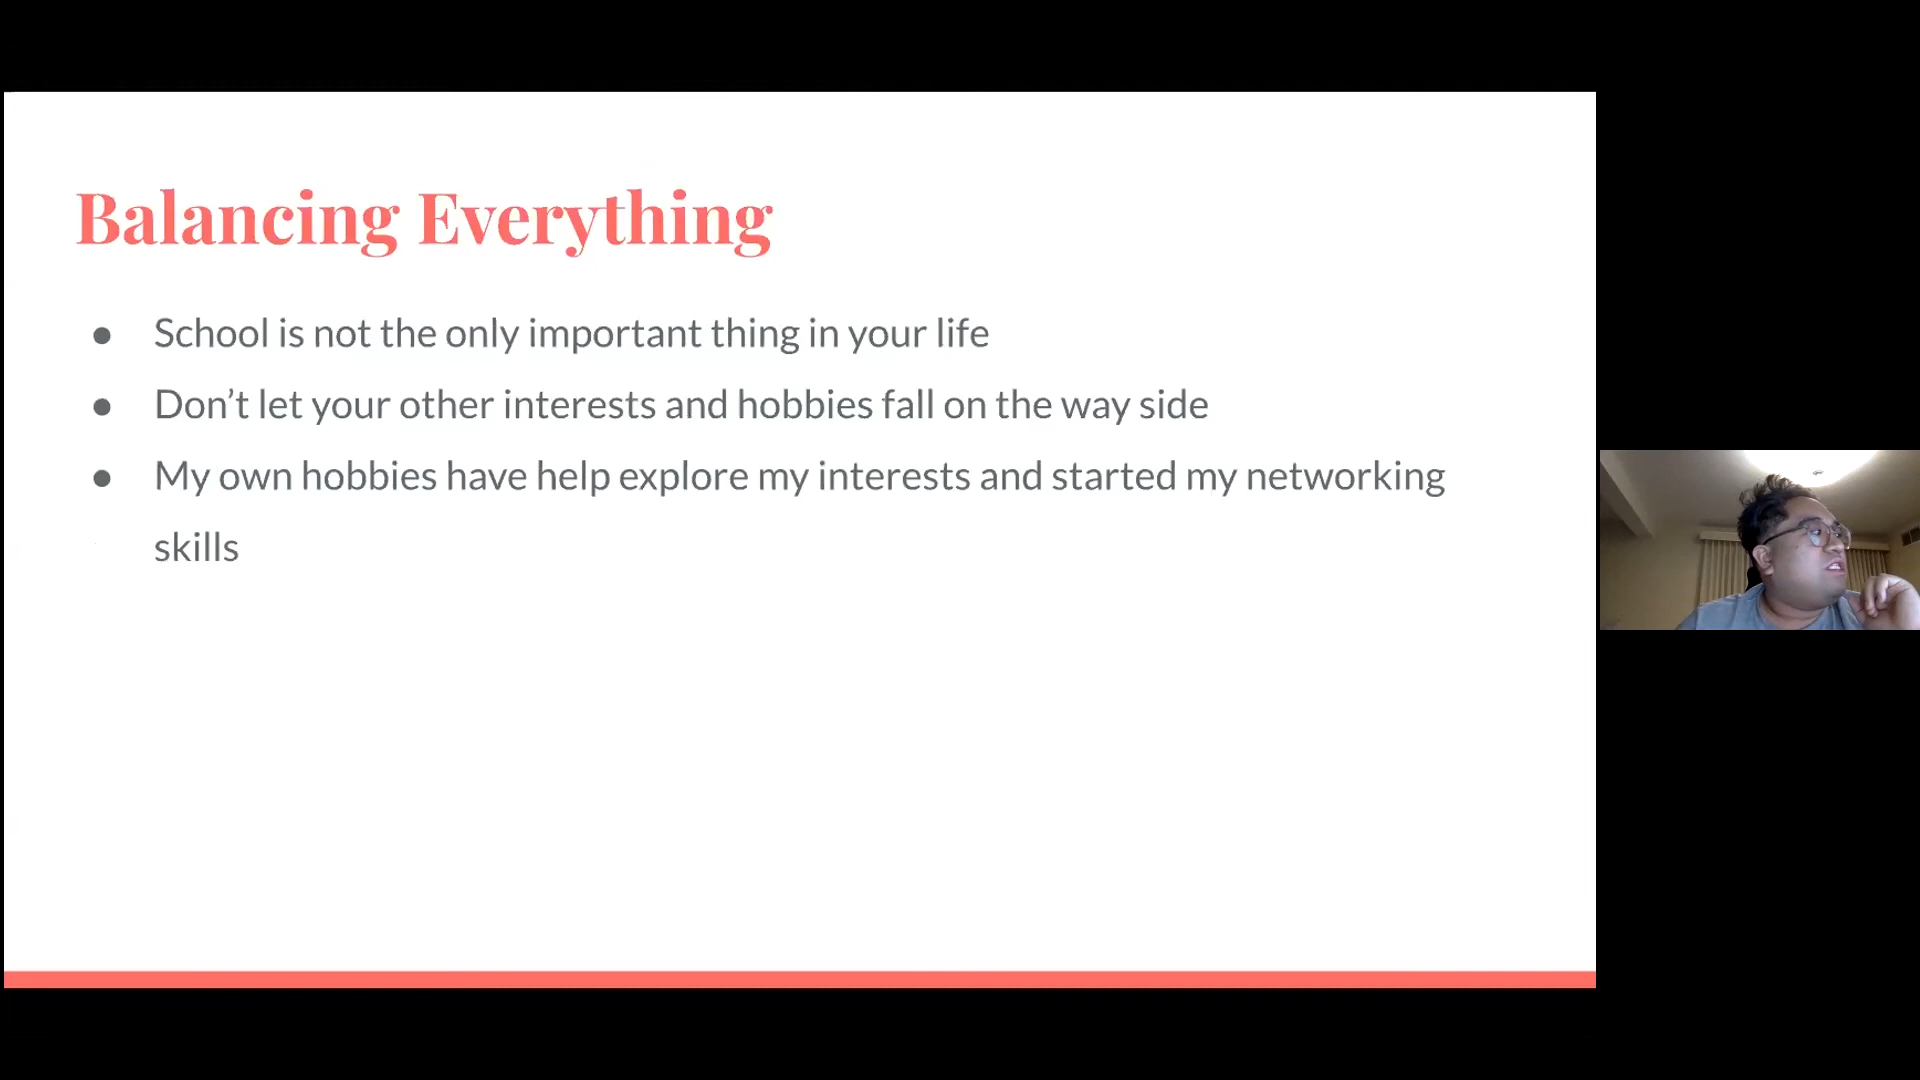 Balancing Everything
● School is not the only important thing in your life
● Don’t let your other interests and hobbies fall on the way side
● My own hobbies have help explore my interests and started my networking
skills